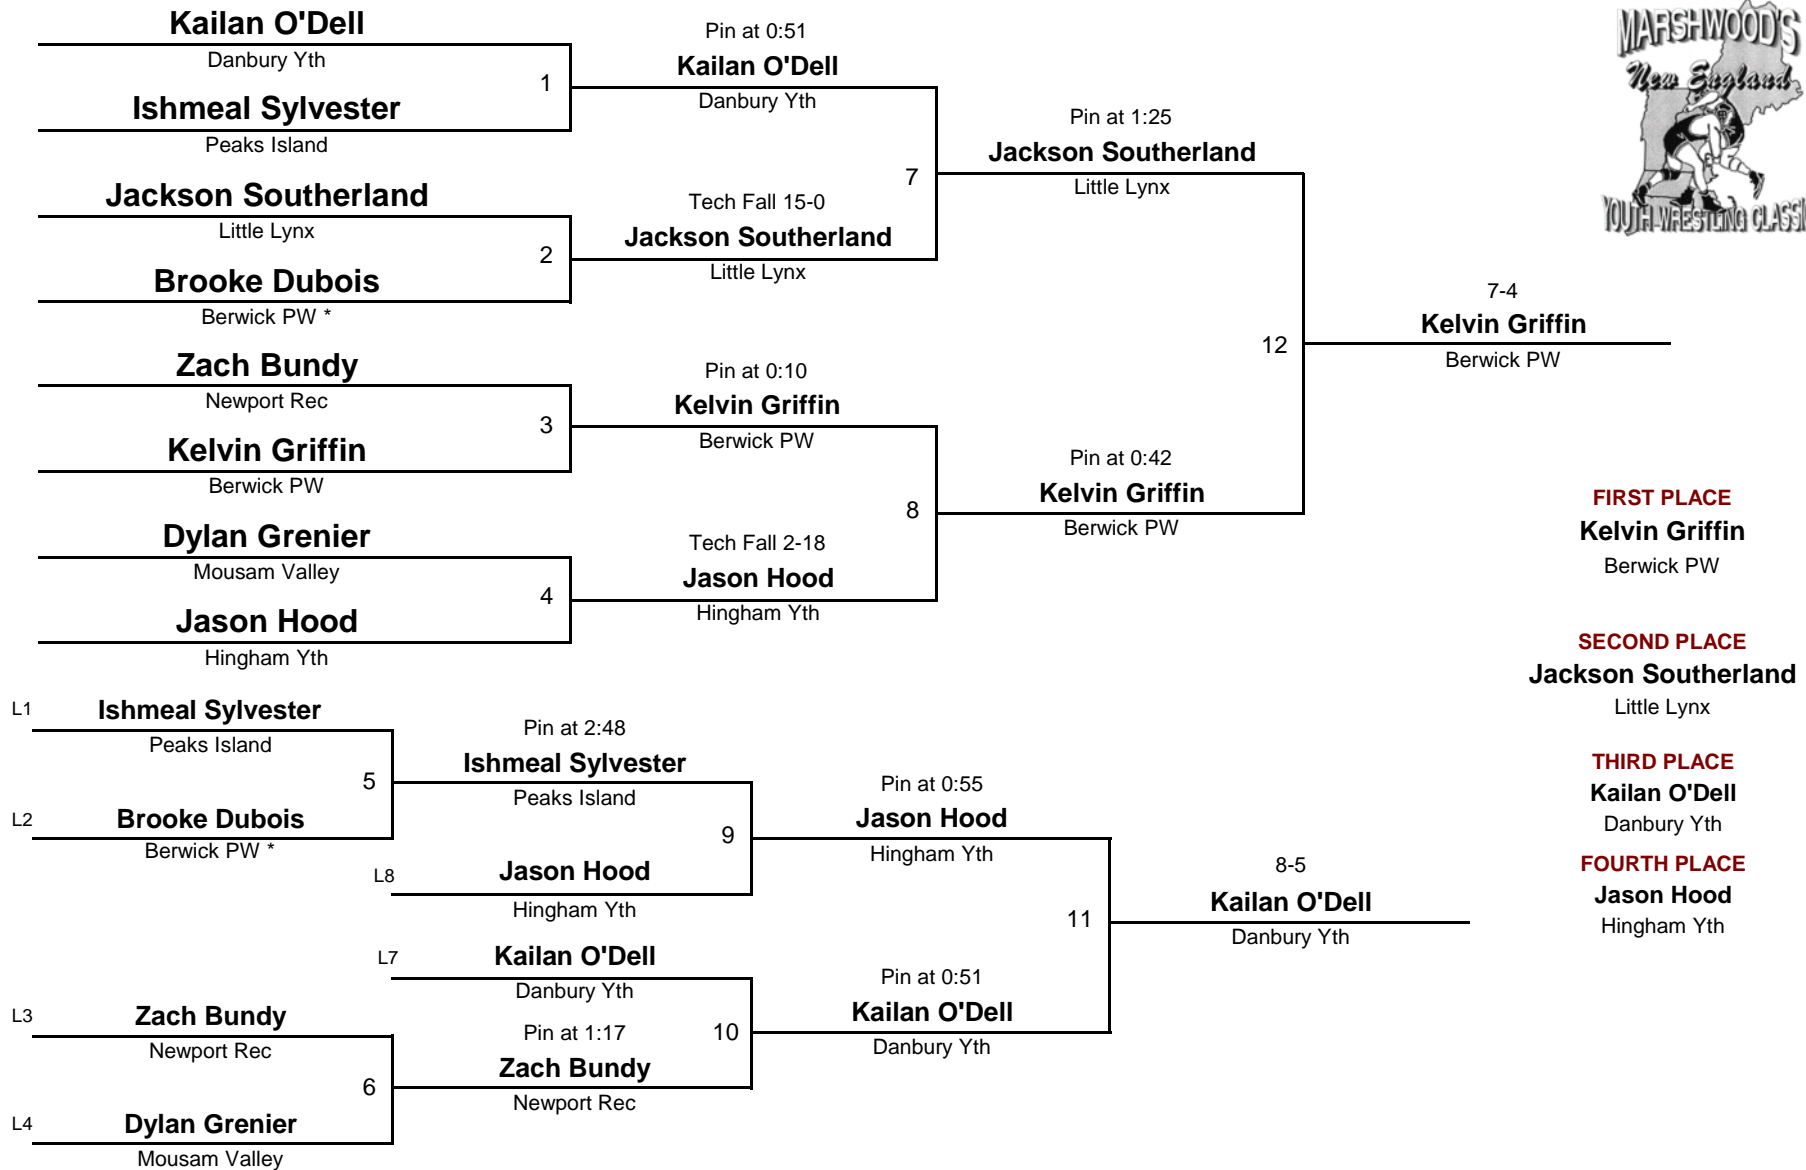 MARSHWOOD'S
New England
YOUTH WRESTLING CLASSI
Kailan O'Dell
Danbury Yth
1
Ishmeal Sylvester
Peaks Island
Pin at 0:51
Kailan O'Dell
Danbury Yth
Jackson Southerland
Little Lynx
2
Brooke Dubois
Berwick PW *
Tech Fall 15-0
Jackson Southerland
Little Lynx
7
Pin at 1:25
Jackson Southerland
Little Lynx
Zach Bundy
Newport Rec
3
Kelvin Griffin
Berwick PW
Pin at 0:10
Kelvin Griffin
Berwick PW
Dylan Grenier
Mousam Valley
4
Jason Hood
Hingham Yth
Tech Fall 2-18
Jason Hood
Hingham Yth
8
Pin at 0:42
Kelvin Griffin
Berwick PW
12
7-4
Kelvin Griffin
Berwick PW
L1
Ishmeal Sylvester
Peaks Island
5
L2
Brooke Dubois
Berwick PW *
Pin at 2:48
Ishmeal Sylvester
Peaks Island
9
L8
Jason Hood
Hingham Yth
Pin at 0:55
Jason Hood
Hingham Yth
L7
Kailan O'Dell
Danbury Yth
L3
Zach Bundy
Newport Rec
6
L4
Dylan Grenier
Mousam Valley
Pin at 1:17
Zach Bundy
Newport Rec
10
Pin at 0:51
Kailan O'Dell
Danbury Yth
11
8-5
Kailan O'Dell
Danbury Yth
FIRST PLACE
Kelvin Griffin
Berwick PW
SECOND PLACE
Jackson Southerland
Little Lynx
THIRD PLACE
Kailan O'Dell
Danbury Yth
FOURTH PLACE
Jason Hood
Hingham Yth